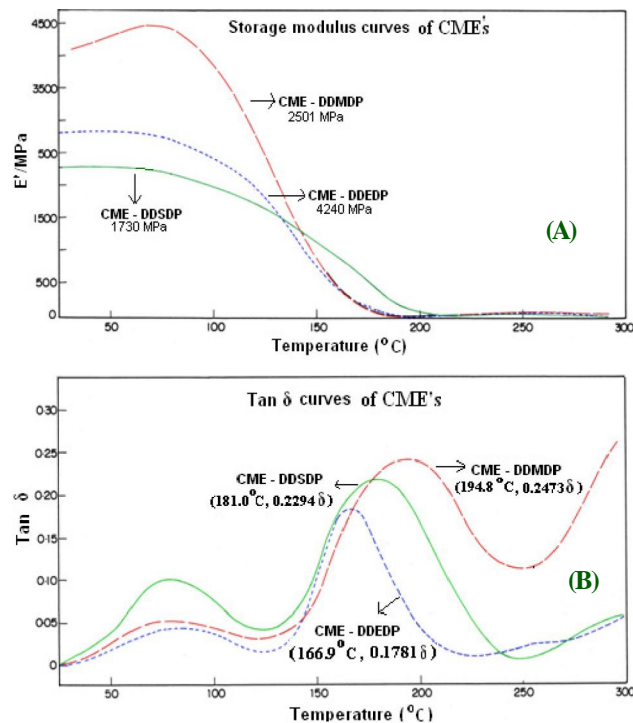 Storage modulus curves of CME's
4500
3500
500
1500
500
0
E'/MPa
CME - DDMDP
2501 MPa
CME - DDEDP
4240 MPa
CME - DDSDP
1730 MPa
(A)
50
100
150
200
250
Temperature (°C)
Tan δ curves of CME's
0·30
0·25
0·20
0·15
0·10
0·05
0
Tan δ
CME - DDSDP
(181.0°C, 0.2294 δ)
CME - DDMDP
(194.8°C, 0.2473 δ)
CME - DDEDP
(166.9°C, 0.1781 δ)
(B)
50
100
150
200
250
300
Temperature (°C)